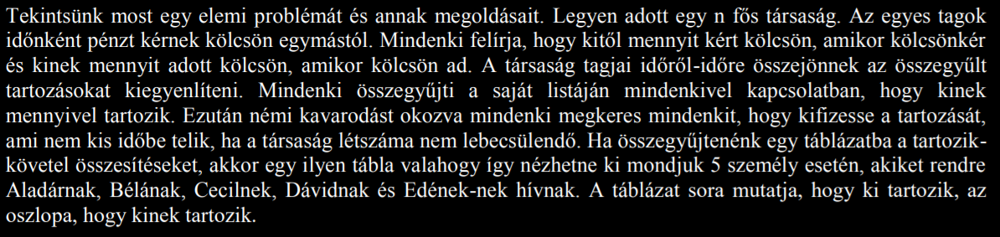 Tekintsünk most egy elemi problémát és annak megoldásait. Legyen adott egy n fős társaság. Az egyes tagok
időnként pénzt kérnek kölcsön egymástól. Mindenki felírja, hogy kitől mennyit kért kölcsön, amikor kölcsönkér
és kinek mennyit adott kölcsön, amikor kölcsön ad. A társaság tagjai időről-időre összejönnek az összegyűlt
tartozásokat kiegyenlíteni. Mindenki összegyűjti a saját listáján mindenkivel kapcsolatban, hogy kinek
mennyivel tartozik. Ezután némi kavarodást okozva mindenki megkeres mindenkit, hogy kifizesse a tartozását,
ami nem kis időbe telik, ha a társaság létszáma nem lebecsülendő. Ha összegyűjtenénk egy táblázatba a tartozik-
követel összesítéseket, akkor egy ilyen tábla valahogy így nézhetne ki mondjuk 5 személy esetén, akiket rendre
Aladárnak, Bélának, Cecilnek, Dávidnak és Edének-nek hívnak. A táblázat sora mutatja, hogy ki tartozik, az
oszlopa, hogy kinek tartozik.